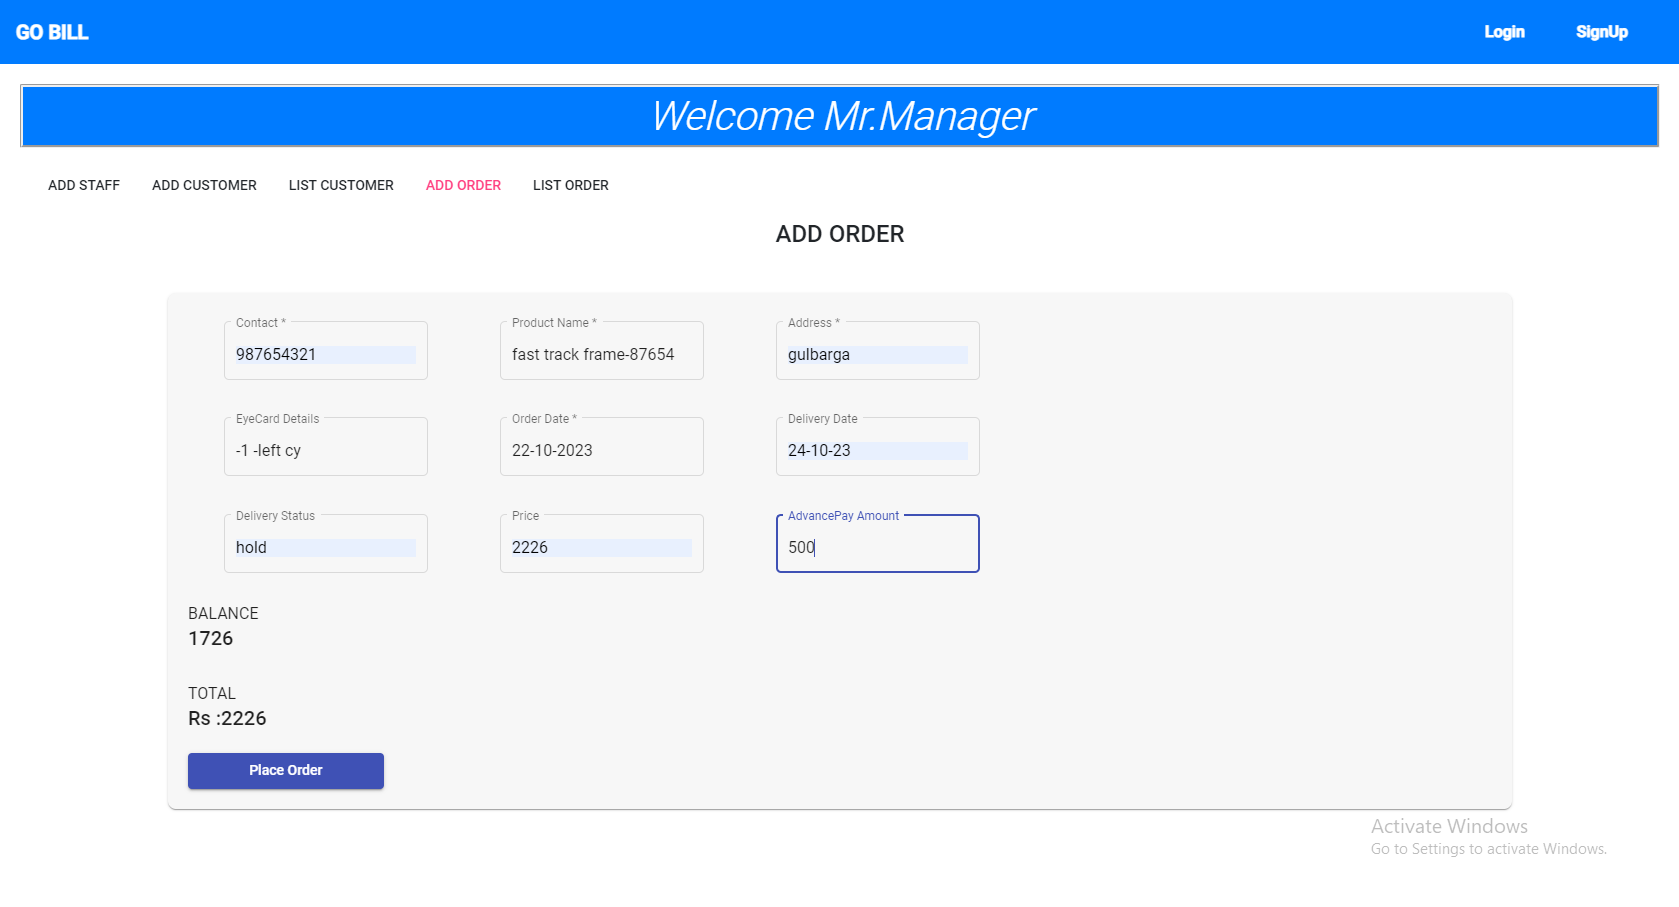 GO BILL Login SignUp
Welcome Mr.Manager
ADD STAFF ADD CUSTOMER LIST CUSTOMER ADD ORDER LIST ORDER
ADD ORDER
Contact * Product Name * Address *
987654321 fast track frame-87654 gulbarga
EyeCard Details Order Date * Delivery Date
-1 -left cy 22-10-2023 24-10-23
Delivery Status Price AdvancePay Amount
hold 2226 500
BALANCE
1726
TOTAL
Rs :2226
Place Order
Activate Windows
Go to Settings to activate Windows.